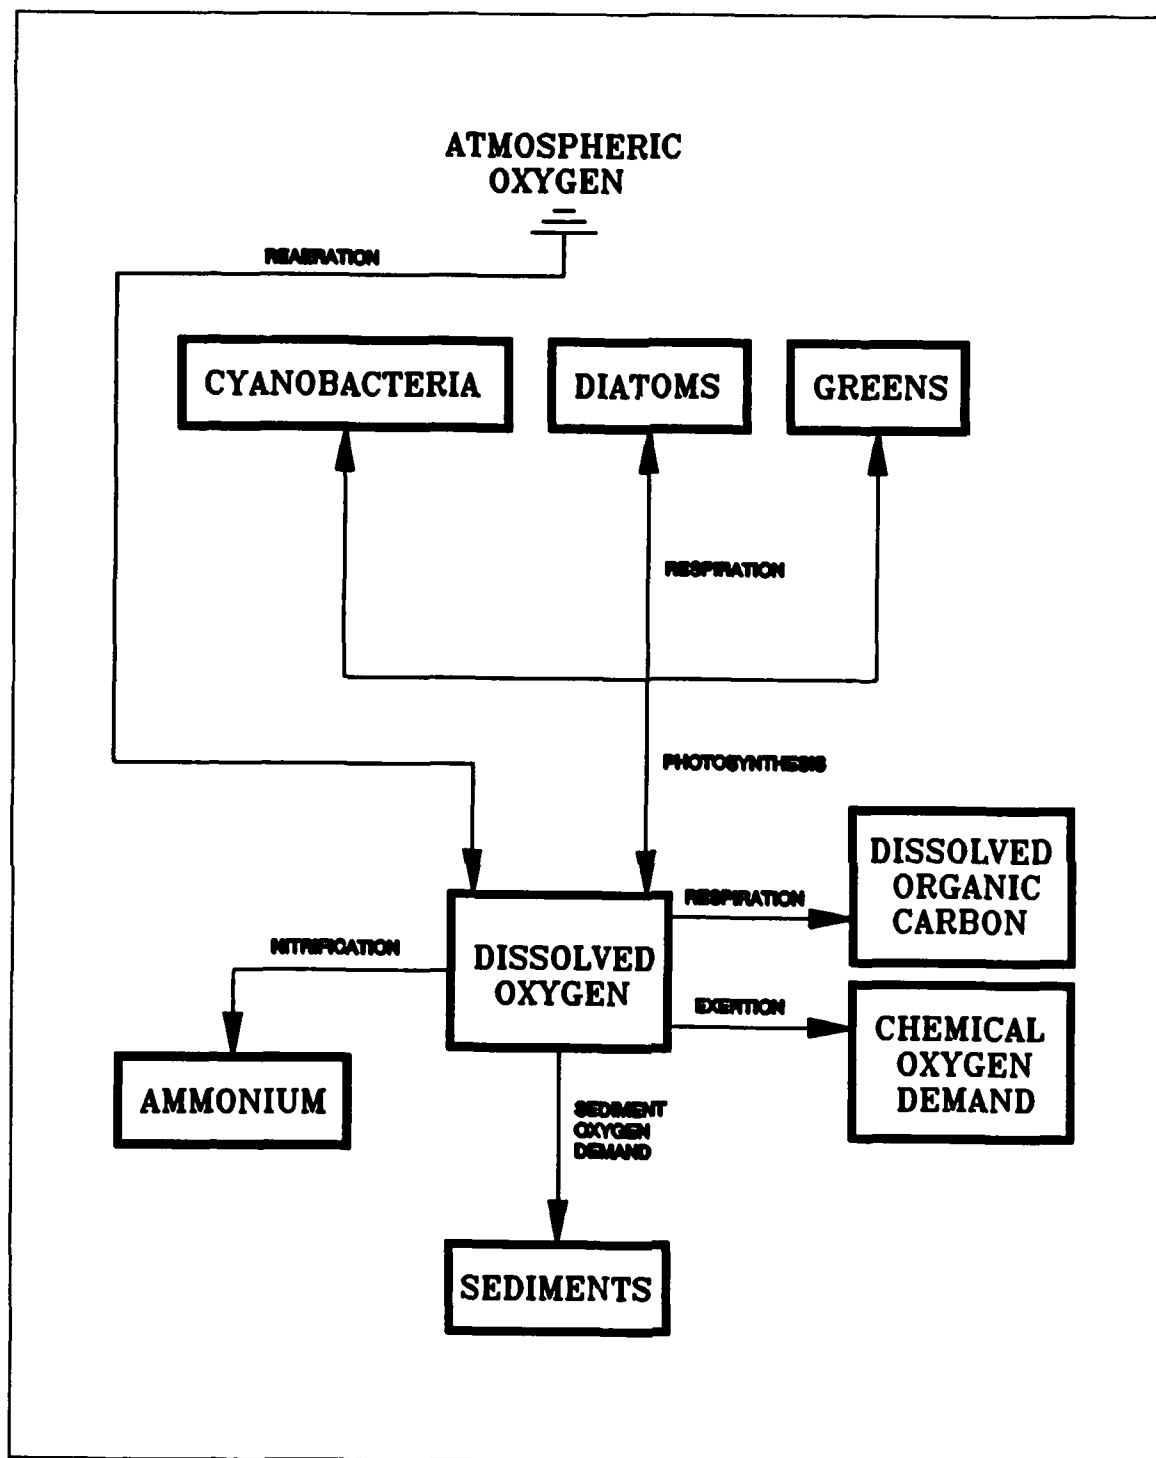 ATMOSPHERIC
OXYGEN
REAERATION
CYANOBACTERIA
DIATOMS
GREENS
RESPIRATION
PHOTOSYNTHESIS
DISSOLVED
ORGANIC
CARBON
RESPIRATION
NITRIFICATION
DISSOLVED
OXYGEN
EXERTION
CHEMICAL
OXYGEN
DEMAND
AMMONIUM
SEDIMENT
OXYGEN
DEMAND
SEDIMENTS